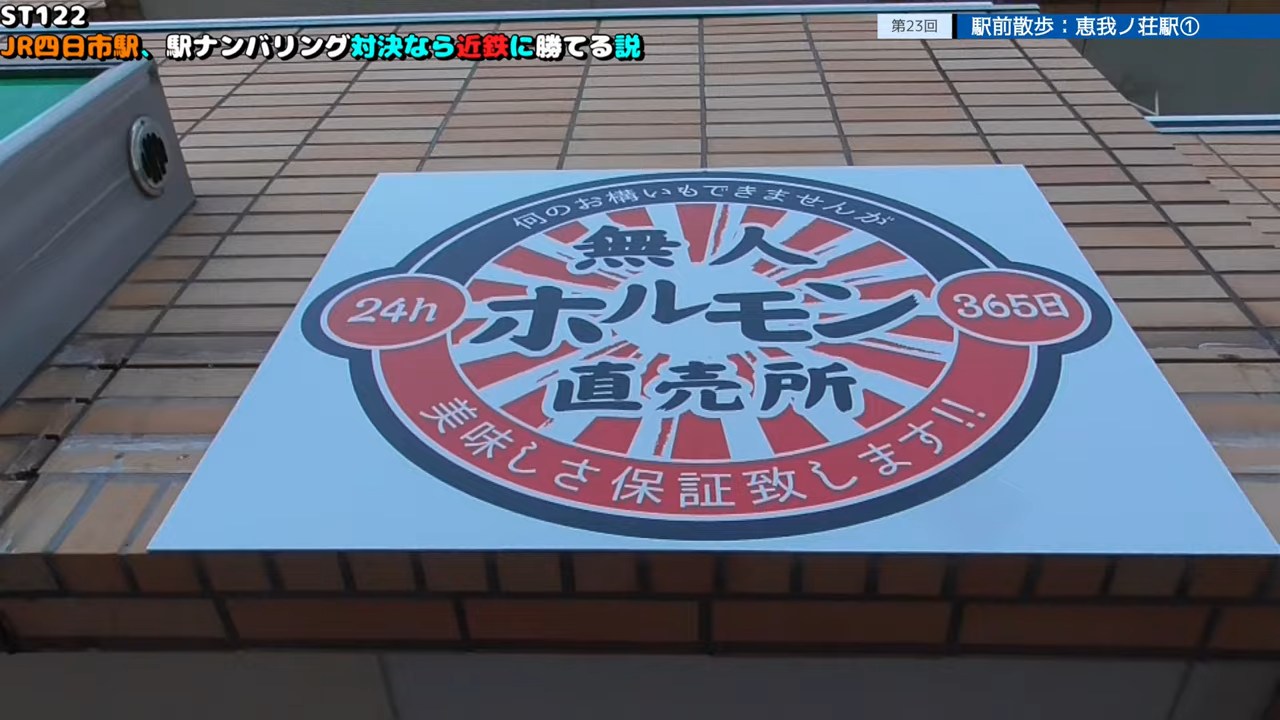 ST122
JR四日市駅、駅ナンバリング対決なら近鉄に勝てる説
第23回
駅前散歩：恵我ノ荘駅①
何のお構いもできませんが
無人
ホルモン
直売所
24h
365日
美味しさ保証致します!!!